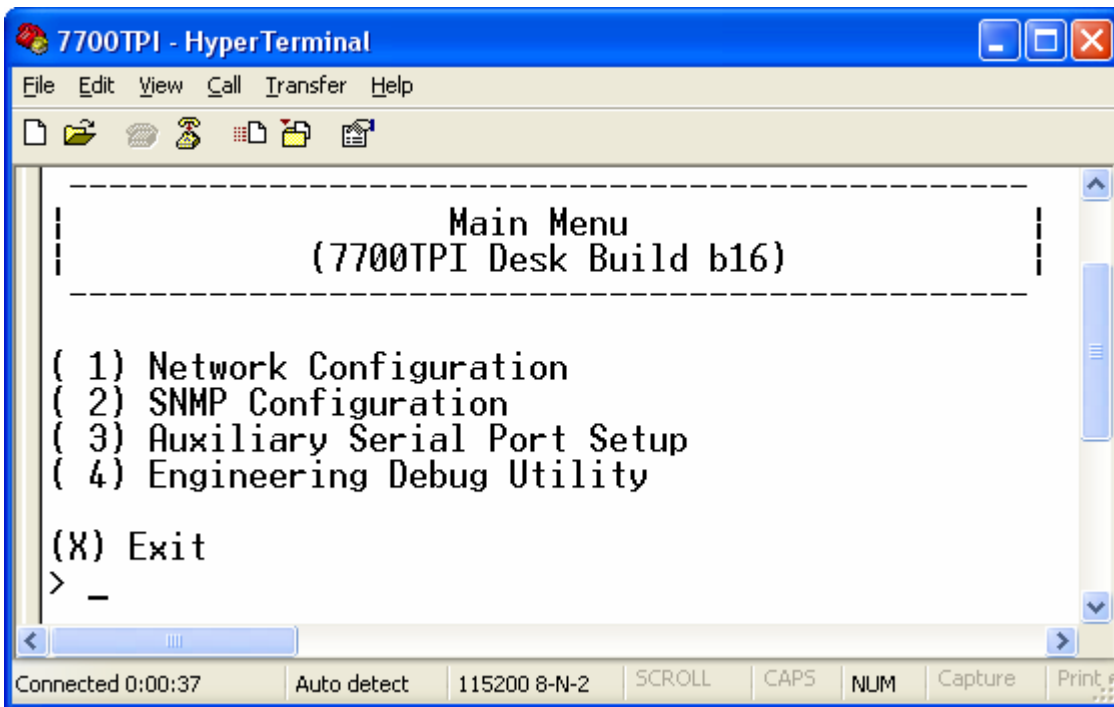 7700TPI - HyperTerminal
File Edit View Call Transfer Help
Main Menu
(7700TPI Desk Build b16)
( 1) Network Configuration
( 2) SNMP Configuration
( 3) Auxiliary Serial Port Setup
( 4) Engineering Debug Utility
(X) Exit
> _
Connected 0:00:37 Auto detect 115200 8-N-2 SCROLL CAPS NUM Capture Print